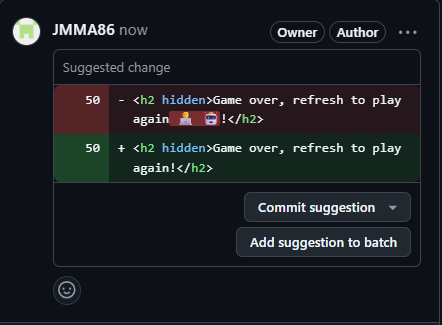 JMMA86 now Owner Author ...
Suggested change
50 - <h2 hidden>Game over, refresh to play
again🧑‍💻 🤖!</h2>
50 + <h2 hidden>Game over, refresh to play
again!</h2>
Commit suggestion
Add suggestion to batch